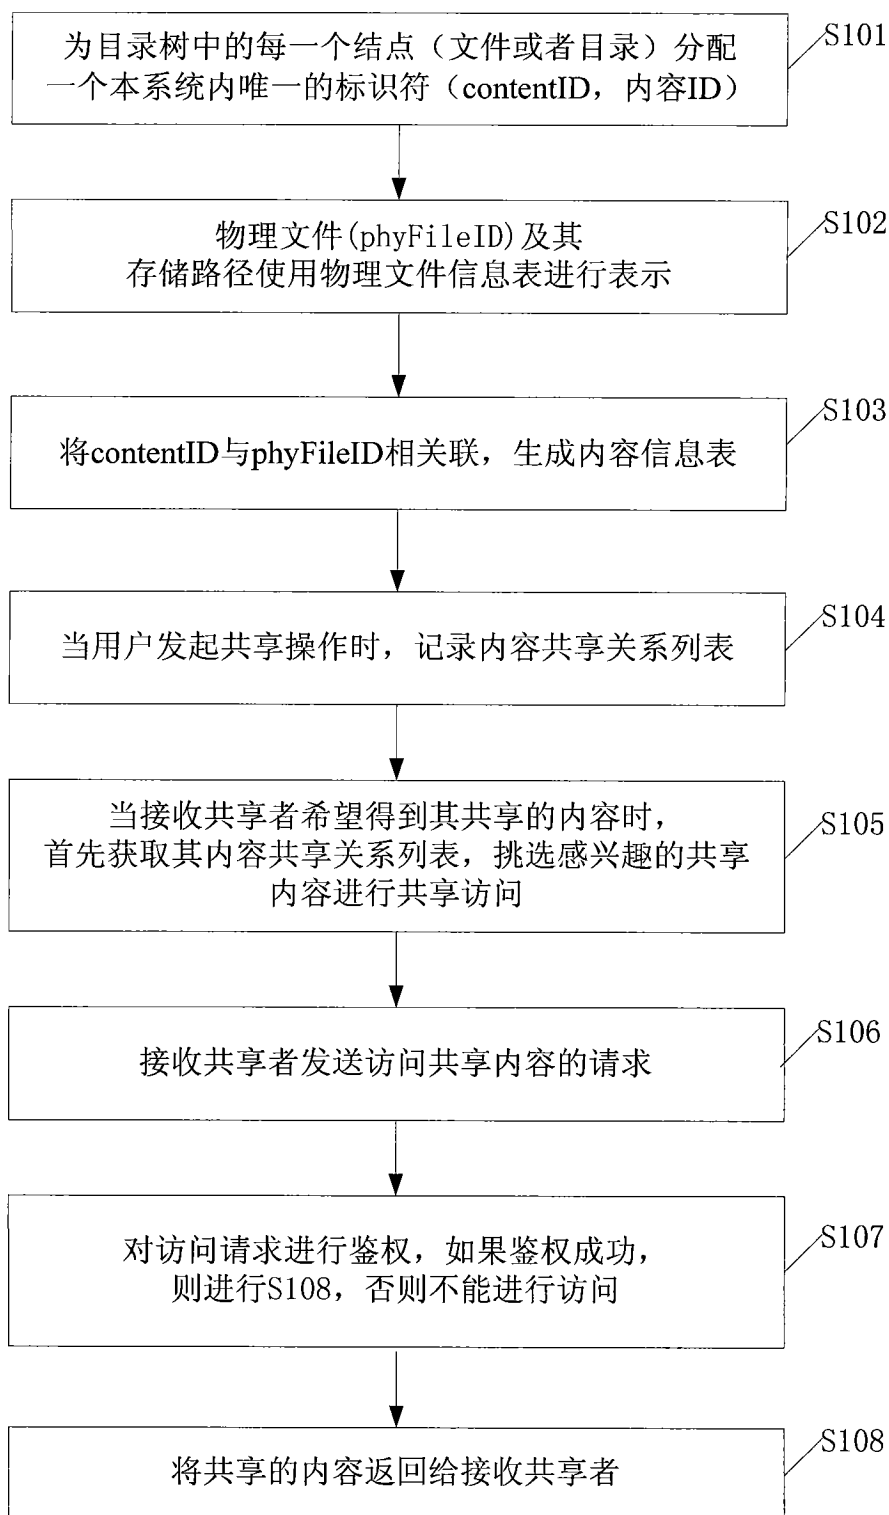 为目录树中的每一个结点（文件或者目录）分配
一个本系统内唯一的标识符（contentID，内容ID）
S101
物理文件(phyFileID)及其
存储路径使用物理文件信息表进行表示
S102
将contentID与phyFileID相关联，生成内容信息表
S103
当用户发起共享操作时，记录内容共享关系列表
S104
当接收共享者希望得到其共享的内容时，
首先获取其内容共享关系列表，挑选感兴趣的共享
内容进行共享访问
S105
接收共享者发送访问共享内容的请求
S106
对访问请求进行鉴权，如果鉴权成功，
则进行S108，否则不能进行访问
S107
将共享的内容返回给接收共享者
S108